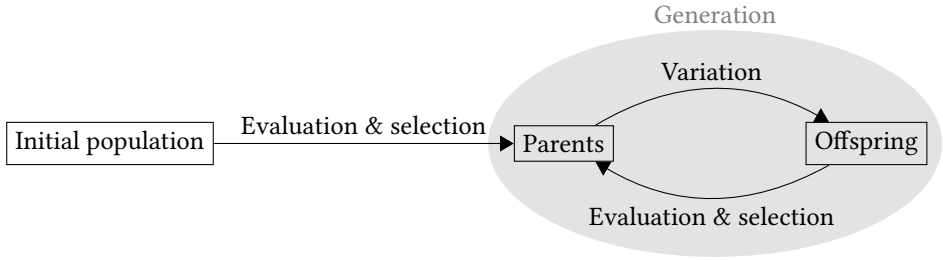 Generation
Variation
Initial population
Evaluation & selection
Parents
Offspring
Evaluation & selection